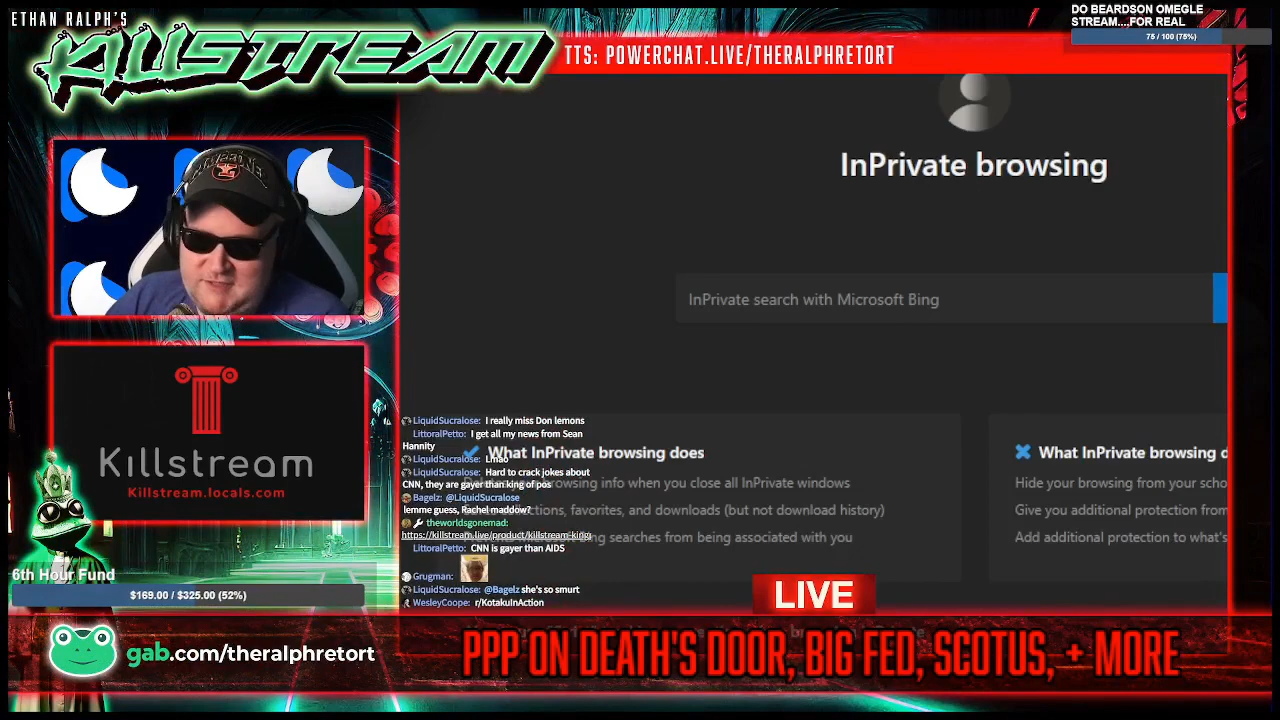 ETHAN RALPH'S
KILLSTREAM
TTS: POWERCHAT.LIVE/THERALPHRETORT
DO BEARDSON OMEGLE
STREAM....FOR REAL
75 / 100 (75%)
InPrivate browsing
InPrivate search with Microsoft Bing
What InPrivate browsing does
browsing info when you close all InPrivate windows
favorites, and downloads (but not download history)
searches from being associated with you
What InPrivate browsing d
Hide your browsing from your scho
Give you additional protection from
Add additional protection to what's
LiquidSucralose: I really miss Don lemons
LittoralPetto: I get all my news from Sean
Hannity
LiquidSucralose: Lmao
LiquidSucralose: Hard to crack jokes about
CNN, they are gayer than king of pos
Bagelz: @LiquidSucralose
lemme guess, Rachel maddow?
theworldsgonemad:
https://killstream.live/product/killstream-king
LittoralPetto: CNN is gayer than AIDS
Grugman:
LiquidSucralose: @Bagelz she's so smurt
WesleyCoope: r/KotakuInAction
Killstream
Killstream.locals.com
6th Hour Fund
$169.00 / $325.00 (52%)
LIVE
gab.com/theralphretort
PPP ON DEATH'S DOOR, BIG FED, SCOTUS, + MORE